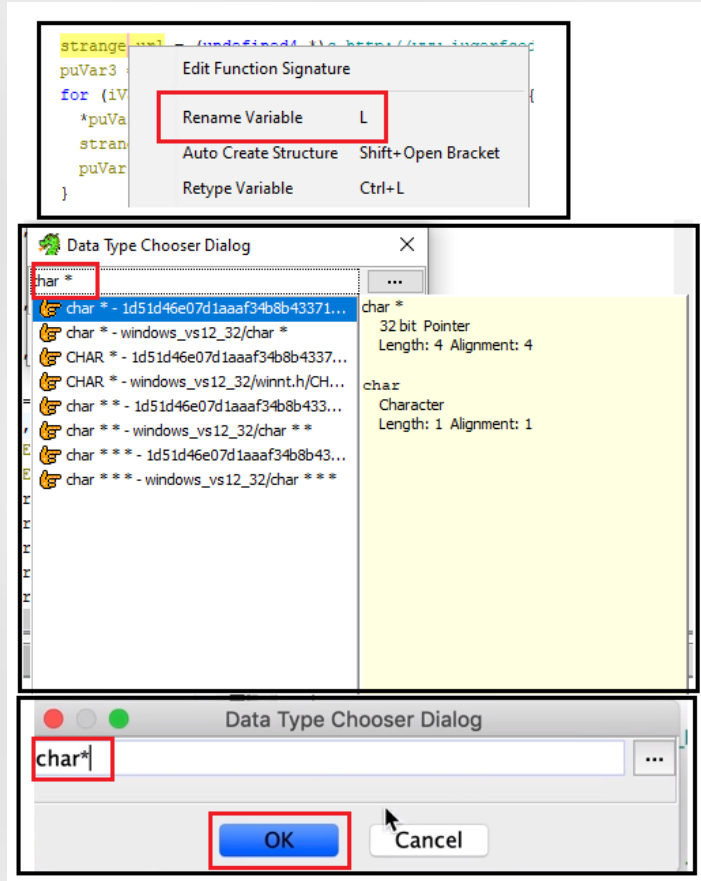 strange_url = (undefined4 *)s_http://www.iuqerfsod
puVar3 =
for (iV {
*puVa
stran
puVar
}
Edit Function Signature
Rename Variable L
Auto Create Structure Shift+Open Bracket
Retype Variable Ctrl+L
Data Type Chooser Dialog
char *
...
char * - 1d51d46e07d1aaaf34b8b43371...
char * - windows_vs12_32/char *
CHAR * - 1d51d46e07d1aaaf34b8b4337...
CHAR * - windows_vs12_32/winnt.h/CH...
char * * - 1d51d46e07d1aaaf34b8b433...
char * * - windows_vs12_32/char * *
char * * * - 1d51d46e07d1aaaf34b8b43...
char * * * - windows_vs12_32/char * * *
char *
32 bit Pointer
Length: 4 Alignment: 4
char
Character
Length: 1 Alignment: 1
Data Type Chooser Dialog
char*
...
OK
Cancel